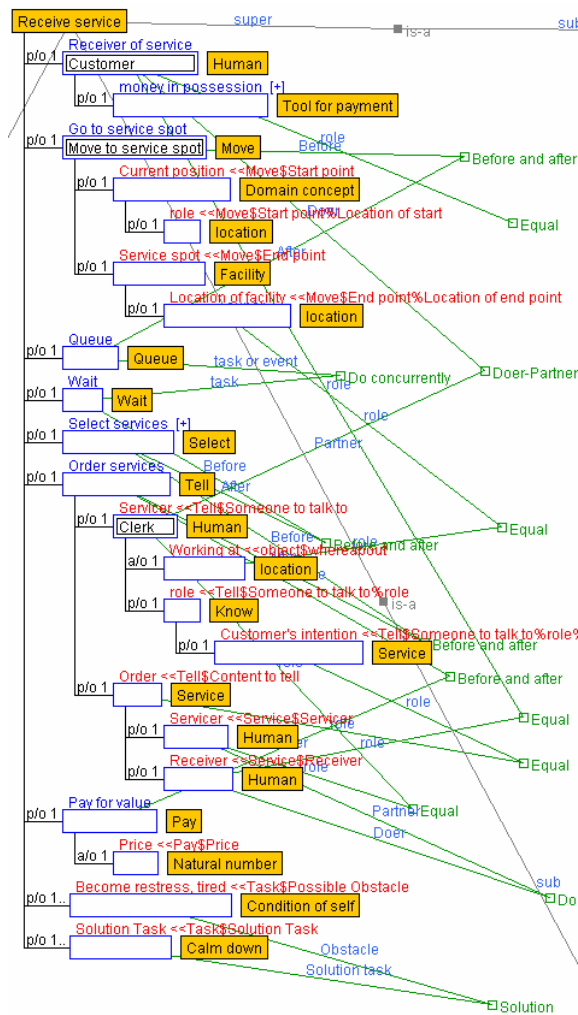 Receive service super is-a sub
Receiver of service
p/o 1 Customer Human
money in possession [+]
p/o 1 Tool for payment
role
Go to service spot
Before
p/o 1 Move to service spot Move Before and after
Current position <<Move$Start point
p/o 1 Domain concept
Doer
role <<Move$Start point%Location of start
p/o 1 location Equal
After
Service spot <<Move$End point
p/o 1 Facility
Location of facility <<Move$End point%Location of end point
p/o 1 location
Queue
p/o 1 Queue task or event
Do concurrently Doer-Partner
task role
Wait
p/o 1 Wait role
Select services [+]
p/o 1 Select Partner
Order services Before
p/o 1 Tell After
Servicer <<Tell$Someone to talk to
p/o 1 Clerk Human Equal
Before role
Before and after
Working at <<object$whereabout
a/o 1 location
role <<Tell$Someone to talk to%role is-a
p/o 1 Know
Customer's intention <<Tell$Someone to talk to%role%
p/o 1 Service Before and after
Order <<Tell$Content to tell Before and after
p/o 1 Service role
Servicer <<Service$Servicer Equal
p/o 1 Human role
Receiver <<Service$Receiver role Equal
p/o 1 Human
Pay for value Partner Equal
p/o 1 Pay Doer
Price <<Pay$Price
a/o 1 Natural number
Become restress, tired <<Task$Possible Obstacle sub
p/o 1.. Condition of self Do
Solution Task <<Task$Solution Task
p/o 1.. Calm down Obstacle
Solution task
Solution